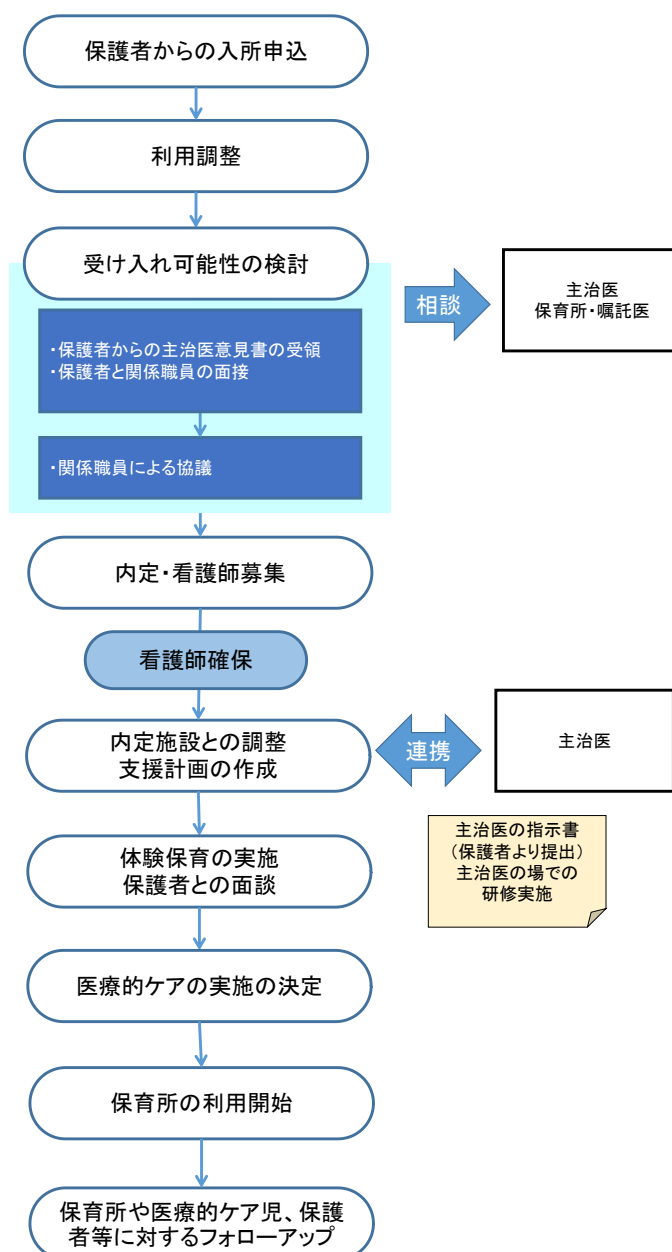 保護者からの入所申込
利用調整
受け入れ可能性の検討
・保護者からの主治医意見書の受領
・保護者と関係職員の面接
・関係職員による協議
相談
主治医
保育所・嘱託医
内定・看護師募集
看護師確保
内定施設との調整
支援計画の作成
連携
主治医
主治医の指示書
（保護者より提出）
主治医の場での
研修実施
体験保育の実施
保護者との面談
医療的ケアの実施の決定
保育所の利用開始
保育所や医療的ケア児、保護
者等に対するフォローアップ